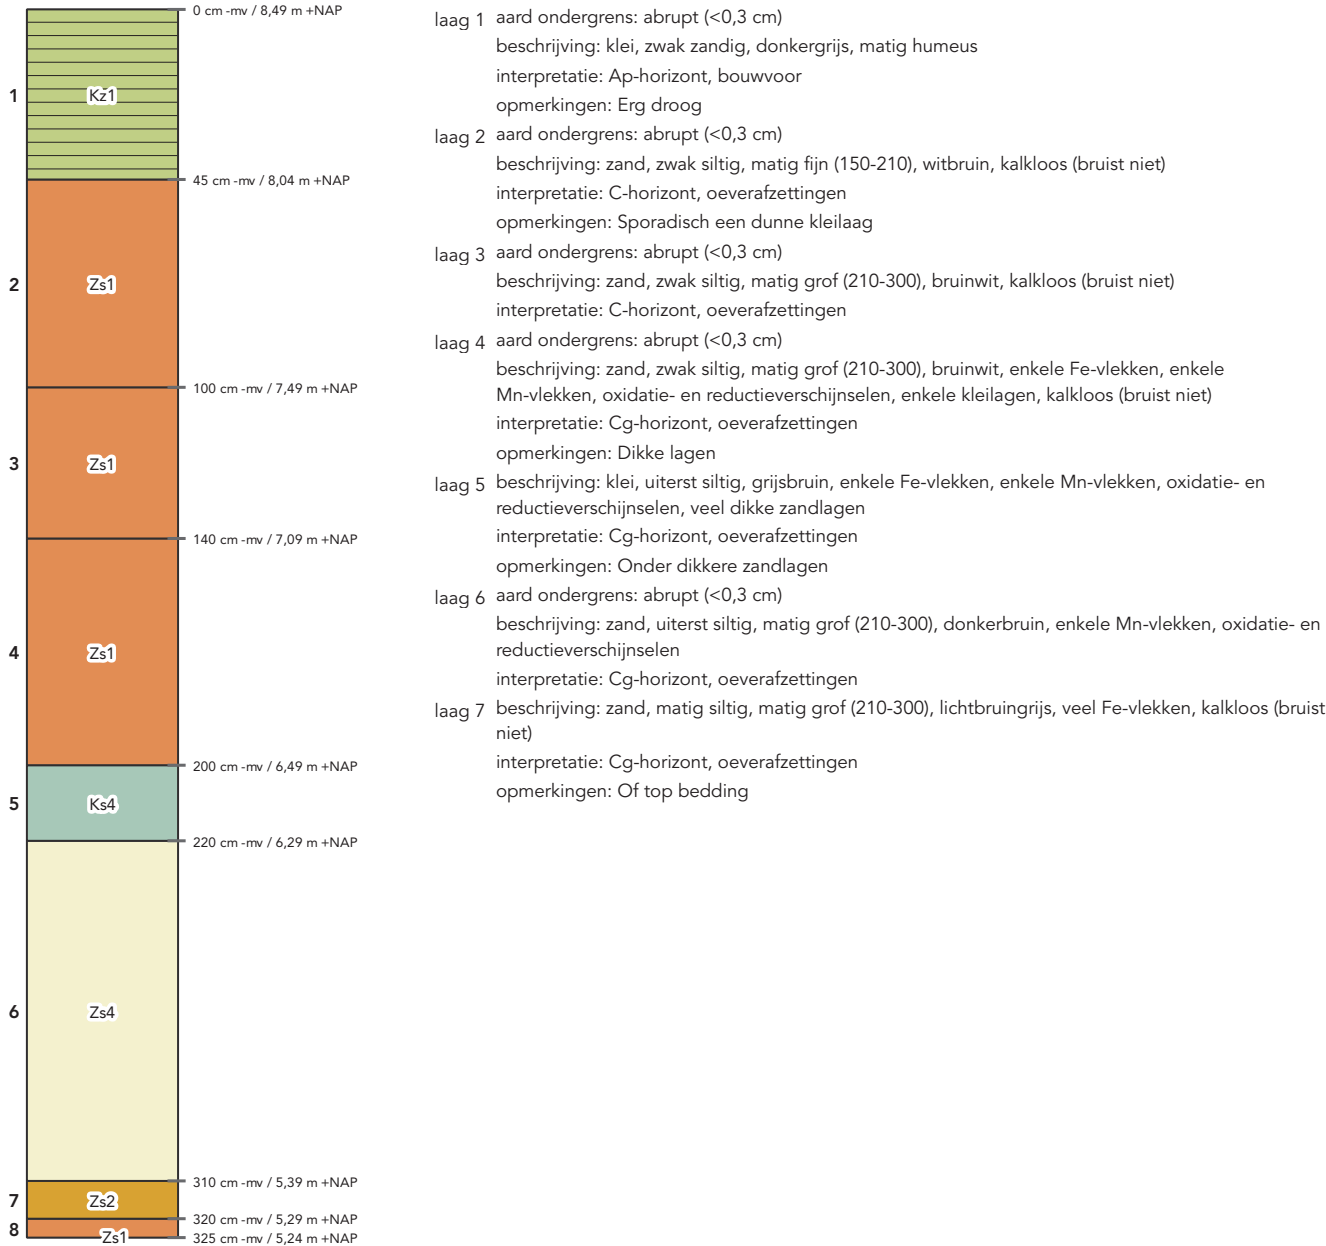 0 cm -mv / 8,49 m +NAP
1
Kz1
45 cm -mv / 8,04 m +NAP
2
Zs1
100 cm -mv / 7,49 m +NAP
3
Zs1
140 cm -mv / 7,09 m +NAP
4
Zs1
200 cm -mv / 6,49 m +NAP
5
Ks4
220 cm -mv / 6,29 m +NAP
6
Zs4
310 cm -mv / 5,39 m +NAP
7
Zs2
320 cm -mv / 5,29 m +NAP
8
Zs1
325 cm -mv / 5,24 m +NAP
laag 1 aard ondergrens: abrupt (<0,3 cm)
beschrijving: klei, zwak zandig, donkergrijs, matig humeus
interpretatie: Ap-horizont, bouwvoor
opmerkingen: Erg droog
laag 2 aard ondergrens: abrupt (<0,3 cm)
beschrijving: zand, zwak siltig, matig fijn (150-210), witbruin, kalkloos (bruist niet)
interpretatie: C-horizont, oeverafzettingen
opmerkingen: Sporadisch een dunne kleilaag
laag 3 aard ondergrens: abrupt (<0,3 cm)
beschrijving: zand, zwak siltig, matig grof (210-300), bruinwit, kalkloos (bruist niet)
interpretatie: C-horizont, oeverafzettingen
laag 4 aard ondergrens: abrupt (<0,3 cm)
beschrijving: zand, zwak siltig, matig grof (210-300), bruinwit, enkele Fe-vlekken, enkele
Mn-vlekken, oxidatie- en reductieverschijnselen, enkele kleilagen, kalkloos (bruist niet)
interpretatie: Cg-horizont, oeverafzettingen
opmerkingen: Dikke lagen
laag 5 beschrijving: klei, uiterst siltig, grijsbruin, enkele Fe-vlekken, enkele Mn-vlekken, oxidatie- en
reductieverschijnselen, veel dikke zandlagen
interpretatie: Cg-horizont, oeverafzettingen
opmerkingen: Onder dikkere zandlagen
laag 6 aard ondergrens: abrupt (<0,3 cm)
beschrijving: zand, uiterst siltig, matig grof (210-300), donkerbruin, enkele Mn-vlekken, oxidatie- en
reductieverschijnselen
interpretatie: Cg-horizont, oeverafzettingen
laag 7 beschrijving: zand, matig siltig, matig grof (210-300), lichtbruingrijs, veel Fe-vlekken, kalkloos (bruist
niet)
interpretatie: Cg-horizont, oeverafzettingen
opmerkingen: Of top bedding